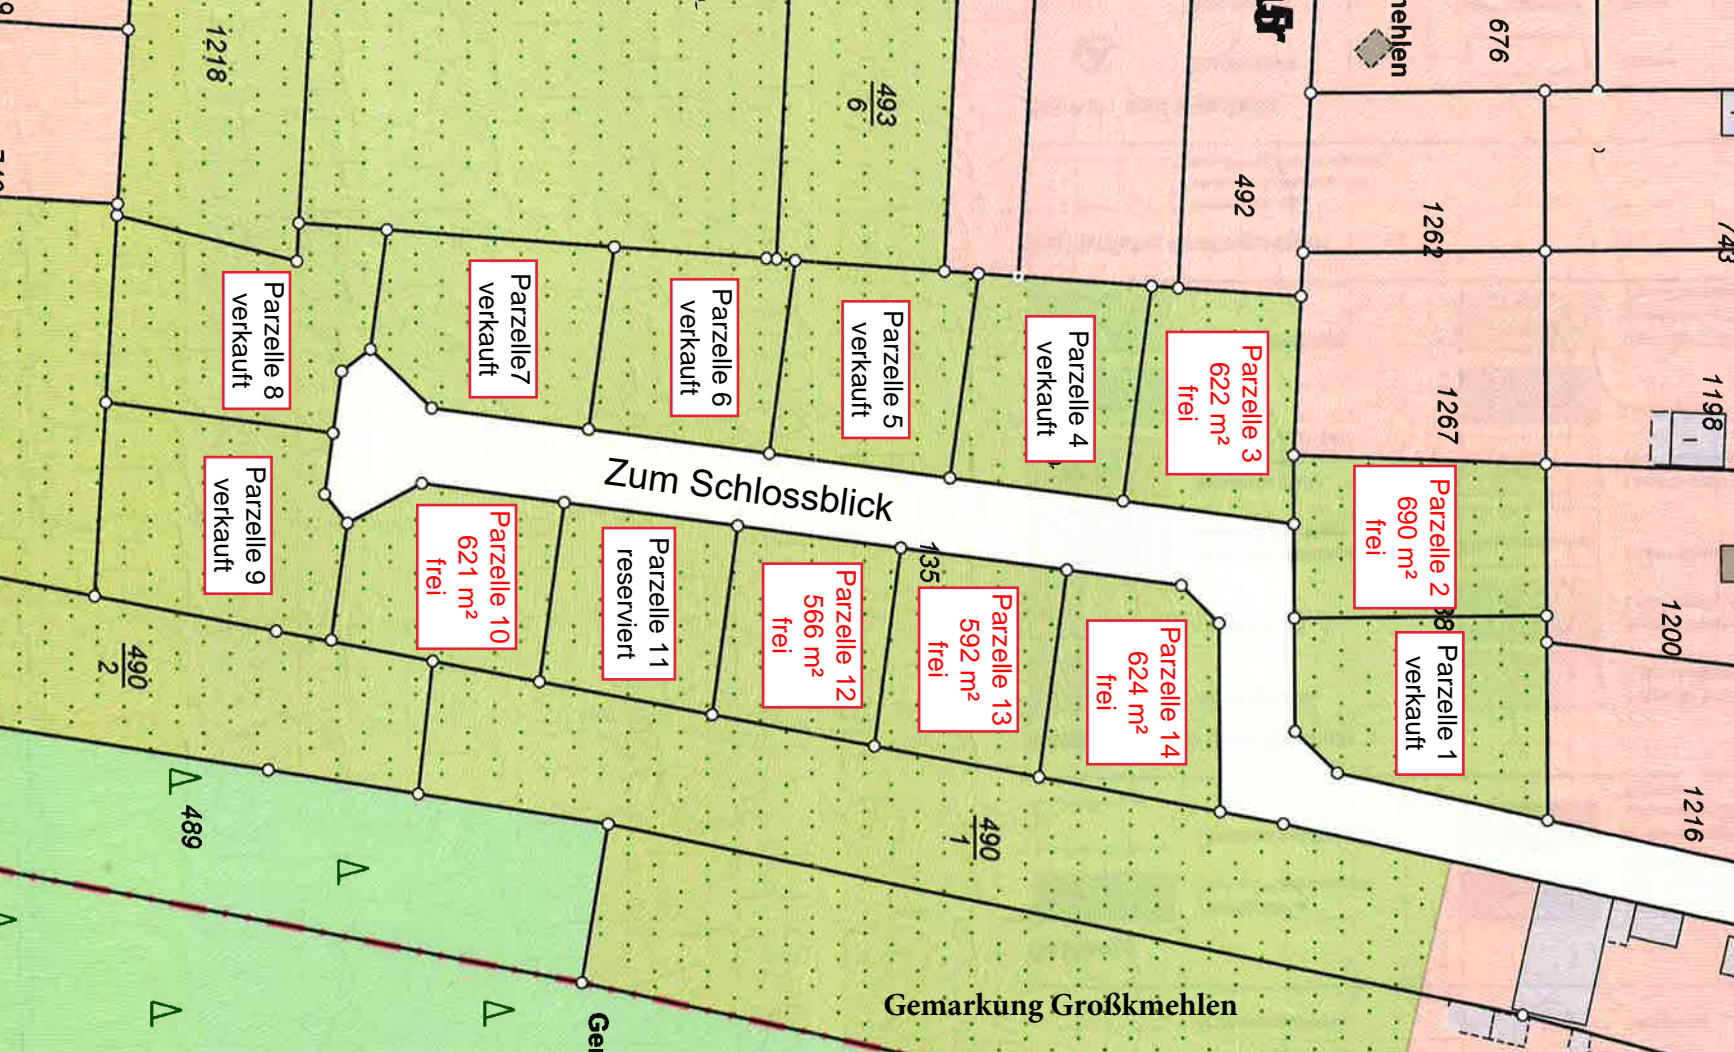 1218
493
6
492
676
1262
743
1267
1198
1200
1216
Parzelle 8
verkauft
Parzelle7
verkauft
Parzelle 6
verkauft
Parzelle 5
verkauft
Parzelle 4
verkauft
Parzelle 3
622 m²
frei
Parzelle 2
690 m²
frei
Parzelle 1
verkauft
Zum Schlossblick
135
Parzelle 9
verkauft
Parzelle 10
621 m²
frei
Parzelle 11
reserviert
Parzelle 12
566 m²
frei
Parzelle 13
592 m²
frei
Parzelle 14
624 m²
frei
490
2
489
490
1
Gemarkung Großkmehlen